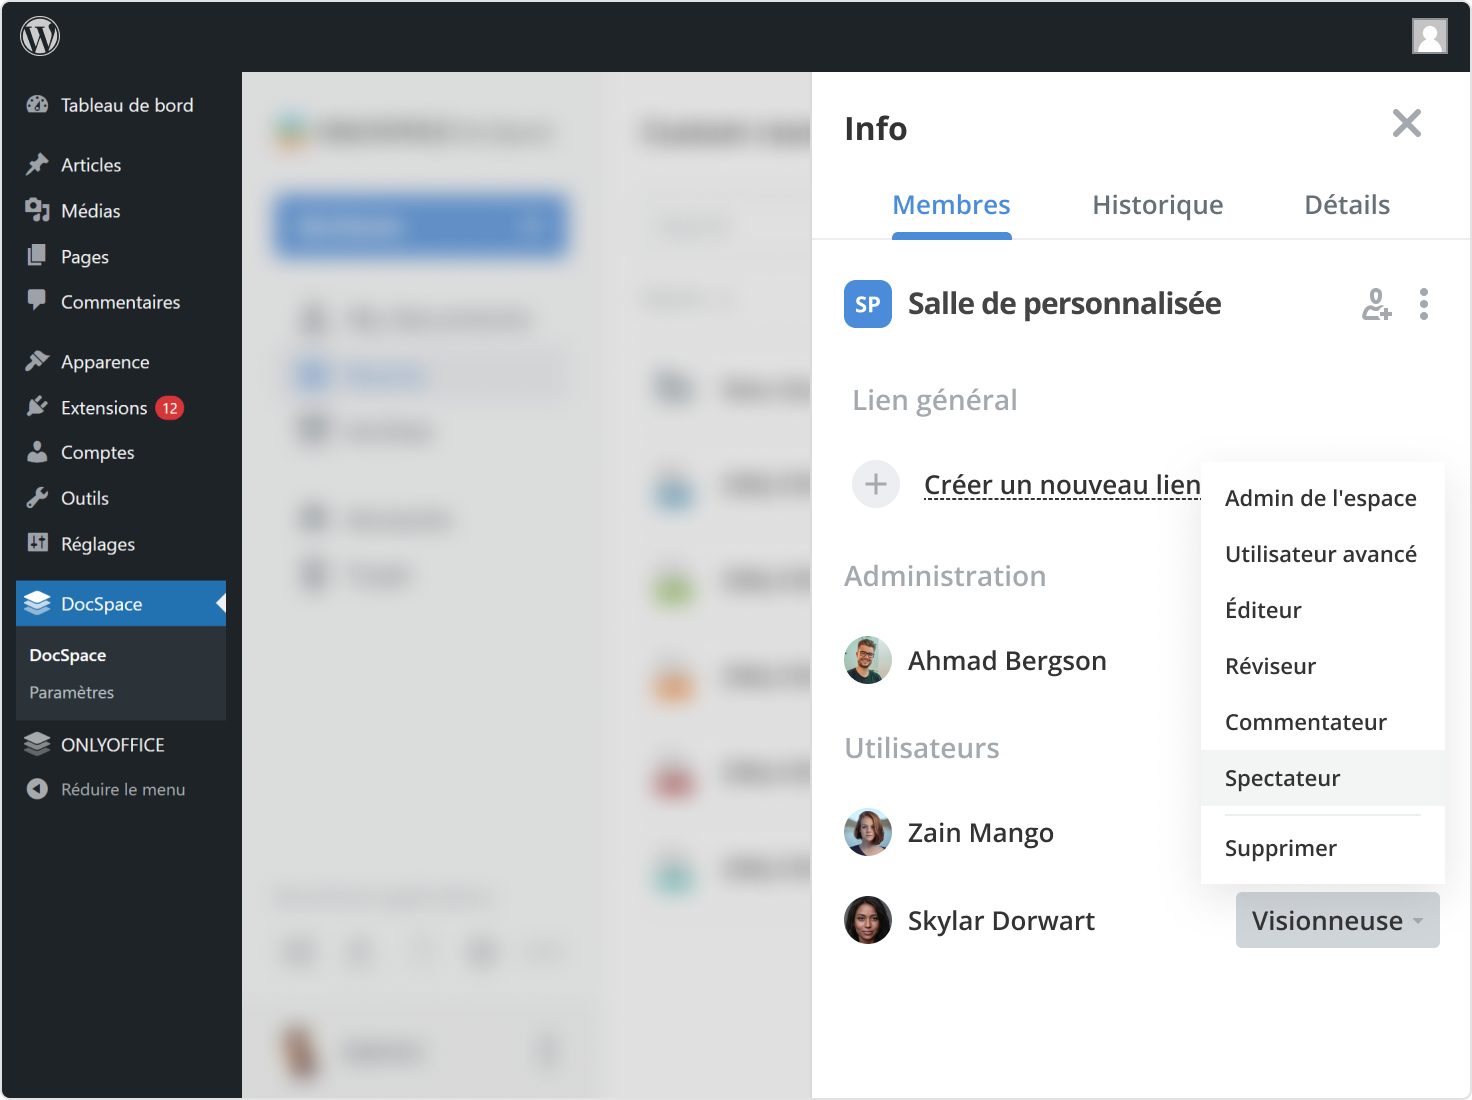 Tableau de bord
Articles
Médias
Pages
Commentaires
Apparence
Extensions 12
Comptes
Outils
Réglages
DocSpace
DocSpace
Paramètres
ONLYOFFICE
Réduire le menu
Info
Membres Historique Détails
SP Salle de personnalisée
Lien général
Créer un nouveau lien
Administration
Ahmad Bergson
Utilisateurs
Zain Mango
Skylar Dorwart
Visionneuse
Admin de l'espace
Utilisateur avancé
Éditeur
Réviseur
Commentateur
Spectateur
Supprimer